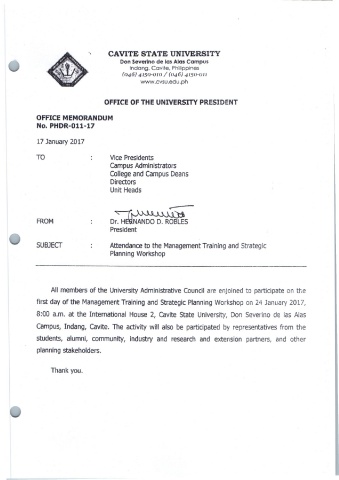 CAVITE STATE UNIVERSITY
Don Severino de las Alas Campus
Indang, Cavite, Philippines
(046) 4150-010 / (046) 4150-011
www.cvsu.edu.ph
OFFICE OF THE UNIVERSITY PRESIDENT
OFFICE MEMORANDUM
No. PHDR-011-17
17 January 2017
TO : Vice Presidents
Campus Administrators
College and Campus Deans
Directors
Unit Heads
FROM : Dr. HERNANDO D. ROBLES
President
SUBJECT : Attendance to the Management Training and Strategic
Planning Workshop
All members of the University Administrative Council are enjoined to participate on the
first day of the Management Training and Strategic Planning Workshop on 24 January 2017,
8:00 a.m. at the International House 2, Cavite State University, Don Severino de las Alas
Campus, Indang, Cavite. The activity will also be participated by representatives from the
students, alumni, community, industry and research and extension partners, and other
planning stakeholders.
Thank you.